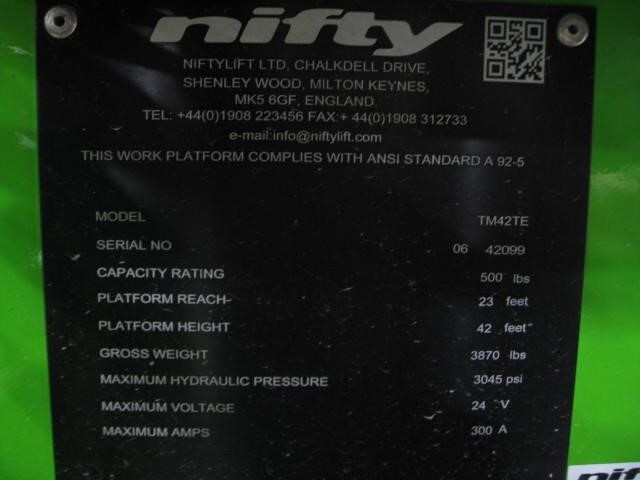 nifty
NIFTYLIFT LTD, CHALKDELL DRIVE,
SHENLEY WOOD, MILTON KEYNES,
MK5 6GF, ENGLAND.
TEL: +44(0)1908 223456 FAX:+ 44(0)1908 312733
e-mail:info@niftylift.com
THIS WORK PLATFORM COMPLIES WITH ANSI STANDARD A 92-5
MODEL TM42TE
SERIAL NO 06 42099
CAPACITY RATING 500 lbs
PLATFORM REACH 23 feet
PLATFORM HEIGHT 42 feet
GROSS WEIGHT 3870 lbs
MAXIMUM HYDRAULIC PRESSURE 3045 psi
MAXIMUM VOLTAGE 24 V
MAXIMUM AMPS 300 A
nifty